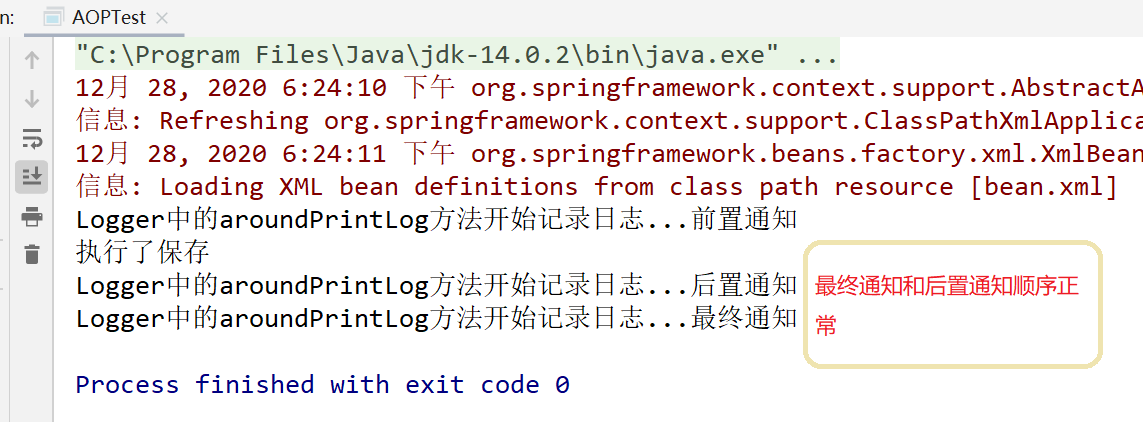 n:
AOPTest
"C:\Program Files\Java\jdk-14.0.2\bin\java.exe" ...
12月 28, 2020 6:24:10 下午 org.springframework.context.support.AbstractA
信息: Refreshing org.springframework.context.support.ClassPathXmlApplica
12月 28, 2020 6:24:11 下午 org.springframework.beans.factory.xml.XmlBean
信息: Loading XML bean definitions from class path resource [bean.xml]
Logger中的aroundPrintLog方法开始记录日志...前置通知
执行了保存
Logger中的aroundPrintLog方法开始记录日志...后置通知
Logger中的aroundPrintLog方法开始记录日志...最终通知
最终通知和后置通知顺序正
常
Process finished with exit code 0